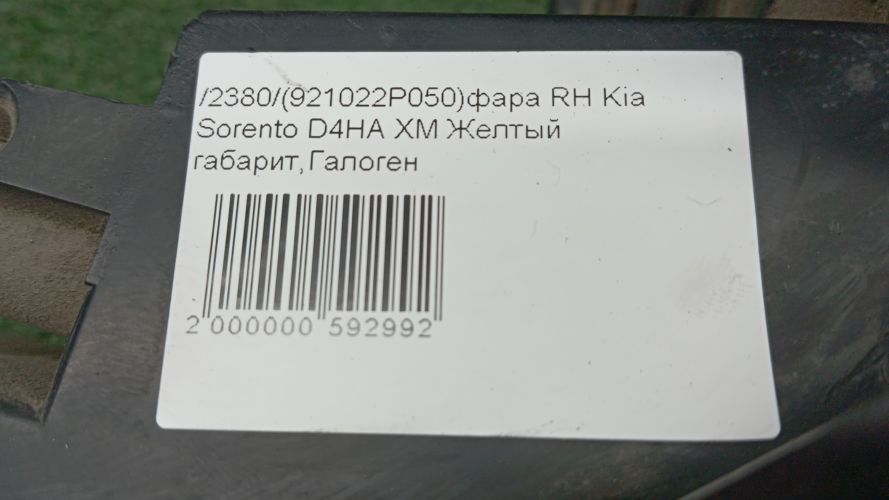 /2380/(921022P050)фара RH Kia
Sorento D4HA XM Желтый
габарит,Галоген
2 000000 592992